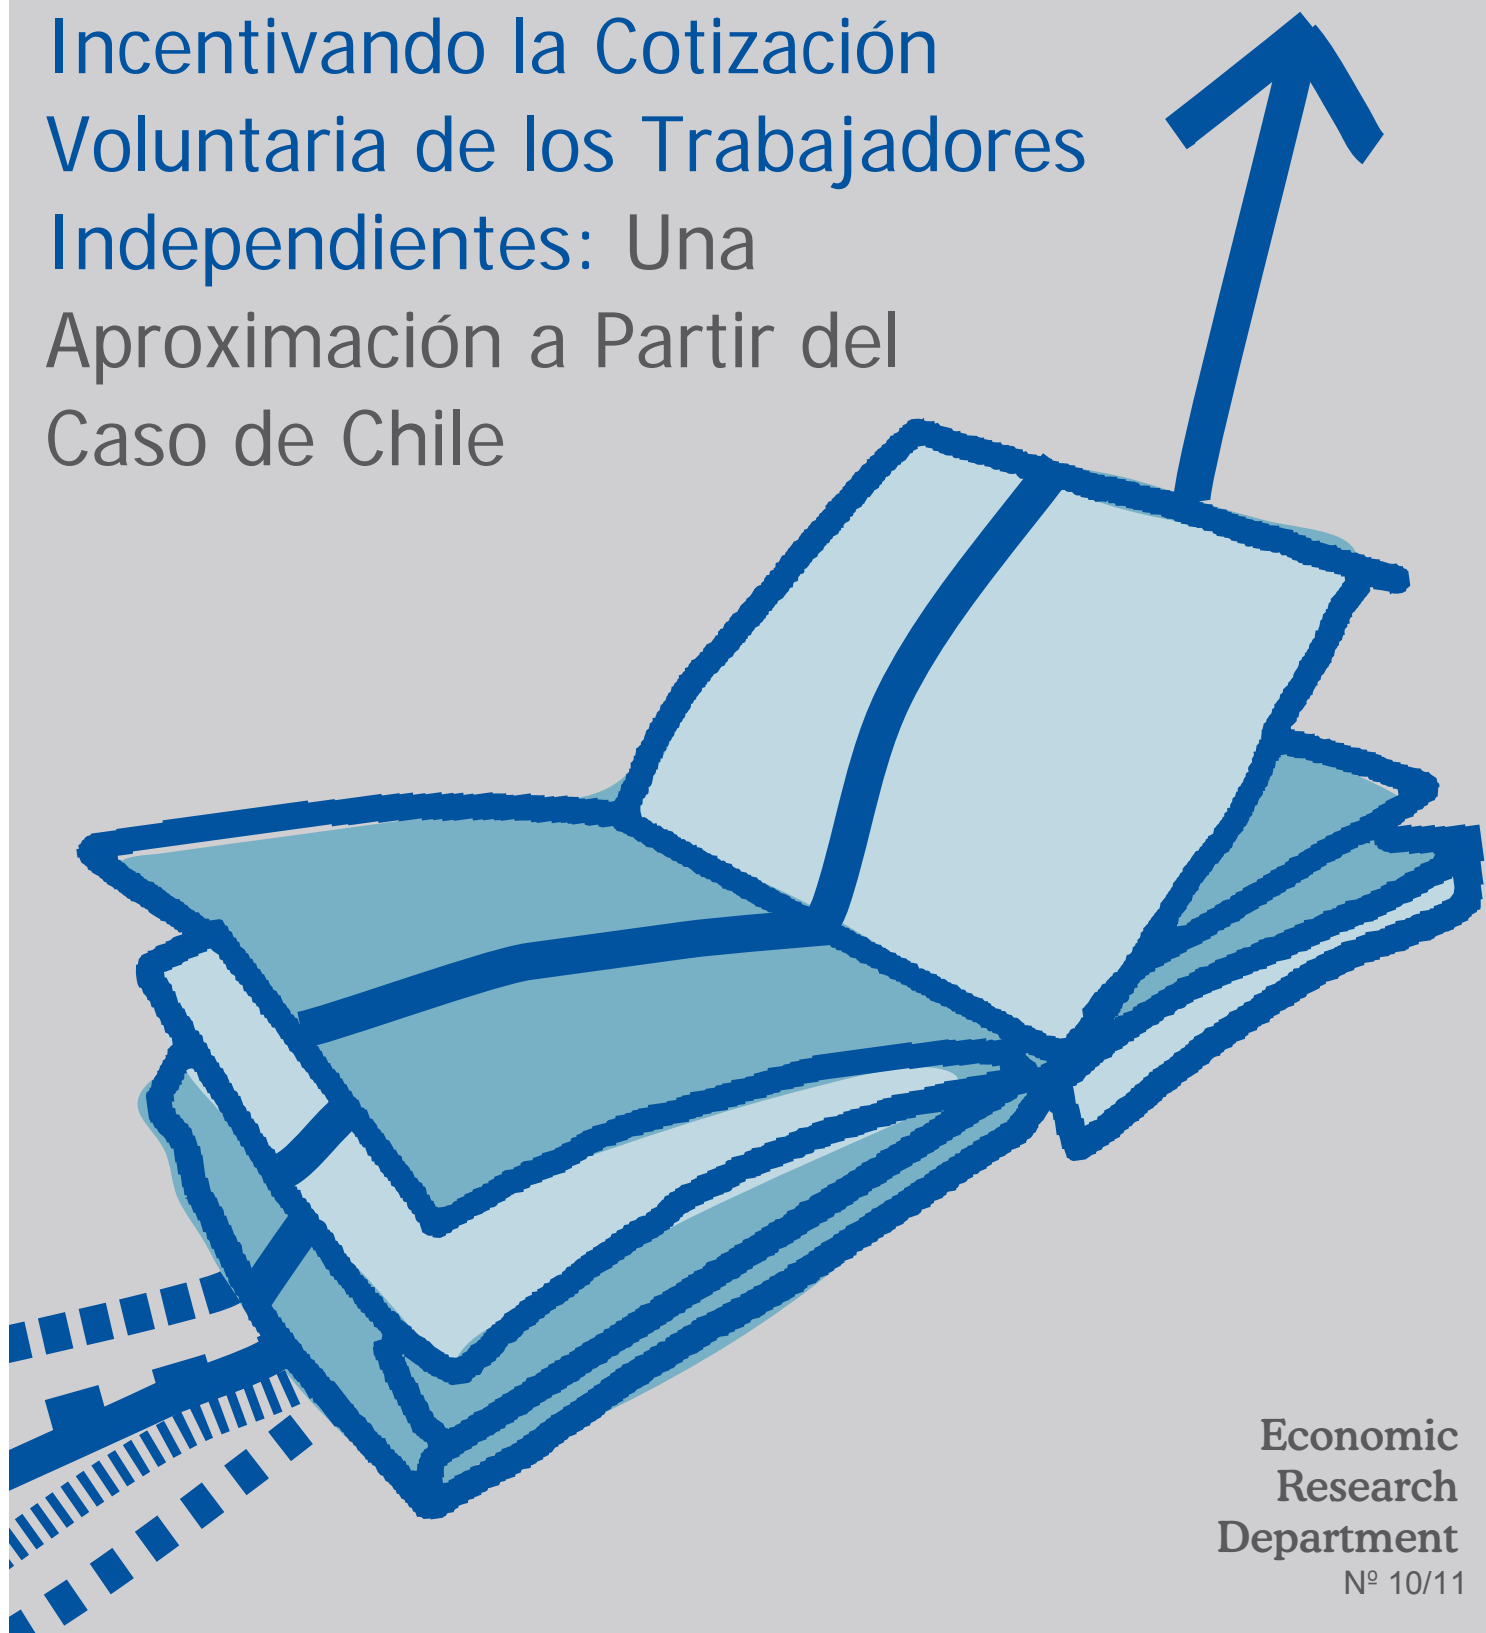 Incentivando la Cotización
Voluntaria de los Trabajadores
Independientes: Una
Aproximación a Partir del
Caso de Chile
Economic
Research
Department
Nº 10/11